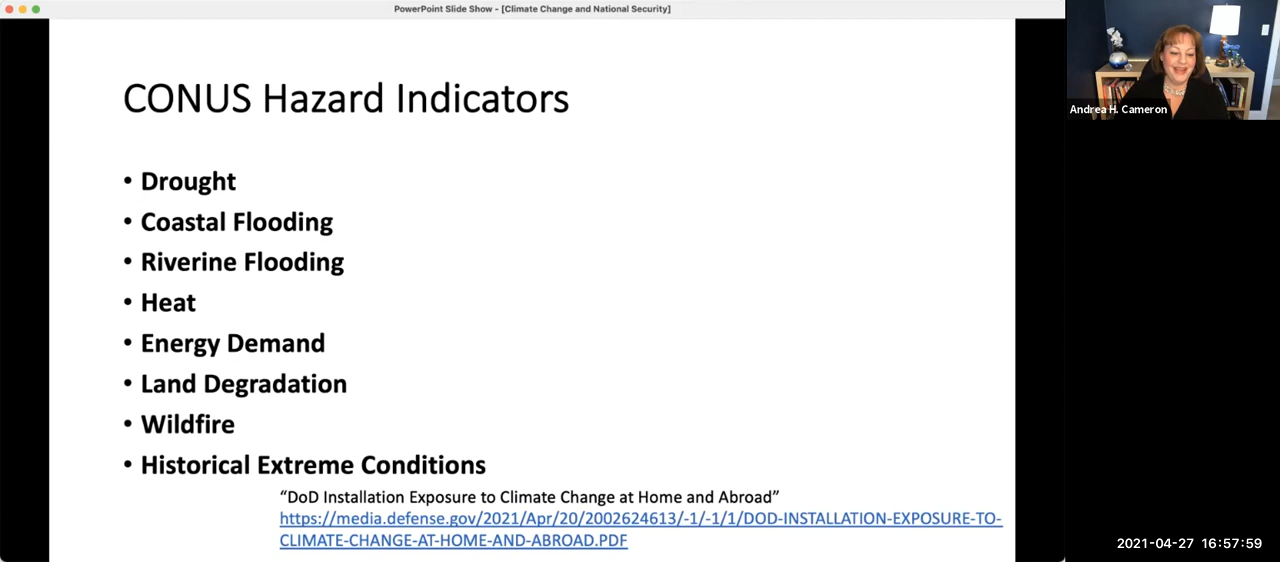 PowerPoint Slide Show - [Climate Change and National Security]
CONUS Hazard Indicators
• Drought
• Coastal Flooding
• Riverine Flooding
• Heat
• Energy Demand
• Land Degradation
• Wildfire
• Historical Extreme Conditions
“DoD Installation Exposure to Climate Change at Home and Abroad”
https://media.defense.gov/2021/Apr/20/2002624613/-1/-1/1/DOD-INSTALLATION-EXPOSURE-TO-
CLIMATE-CHANGE-AT-HOME-AND-ABROAD.PDF
Andrea H. Cameron
2021-04-27 16:57:59